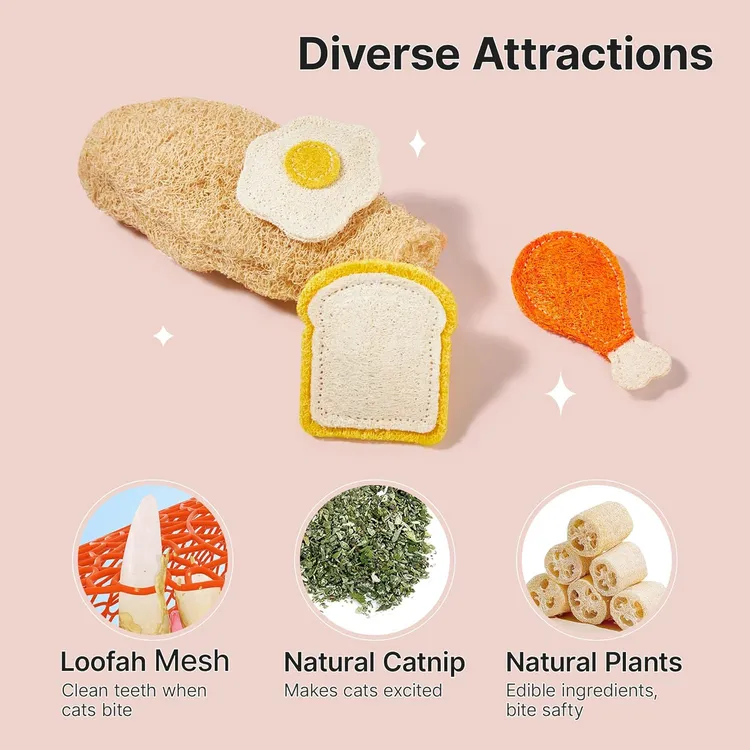 Diverse Attractions
Loofah Mesh
Clean teeth when
cats bite
Natural Catnip
Makes cats excited
Natural Plants
Edible ingredients,
bite safty